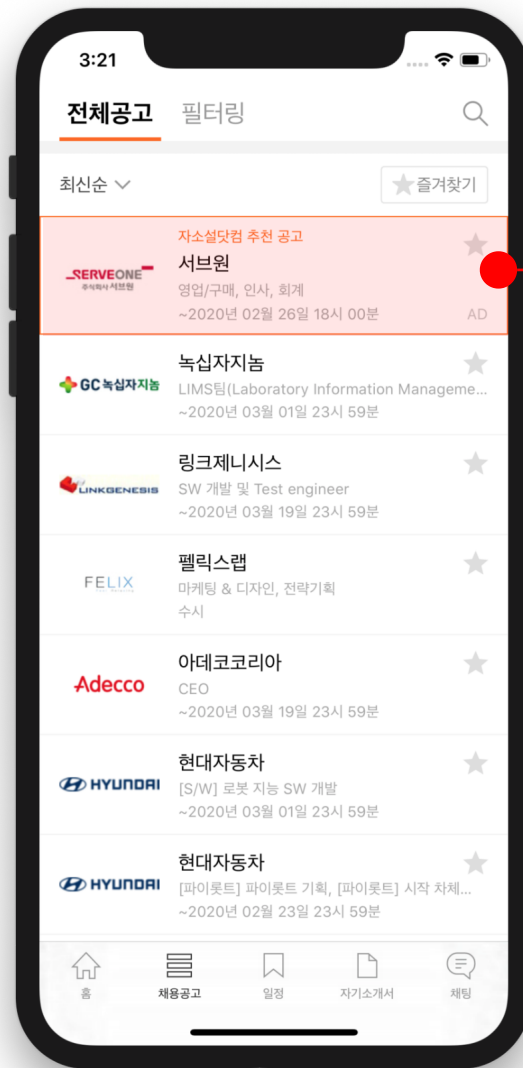 3:21
전체공고 필터링
최신순 즐겨찾기
자소설닷컴 추천 공고
SERVEONE
주식회사 서브원
서브원
영업/구매, 인사, 회계
~2020년 02월 26일 18시 00분
AD
GC 녹십자지놈
녹십자지놈
LIMS팀(Laboratory Information Manageme...
~2020년 03월 01일 23시 59분
LINKGENESIS
링크제니시스
SW 개발 및 Test engineer
~2020년 03월 19일 23시 59분
FELIX
펠릭스랩
마케팅 & 디자인, 전략기획
수시
Adecco
아데코코리아
CEO
~2020년 03월 19일 23시 59분
HYUNDAI
현대자동차
[S/W] 로봇 지능 SW 개발
~2020년 03월 01일 23시 59분
HYUNDAI
현대자동차
[파이롯트] 파이롯트 기획, [파이롯트] 시작 차체...
~2020년 02월 23일 23시 59분
홈 채용공고 일정 자기소개서 채팅